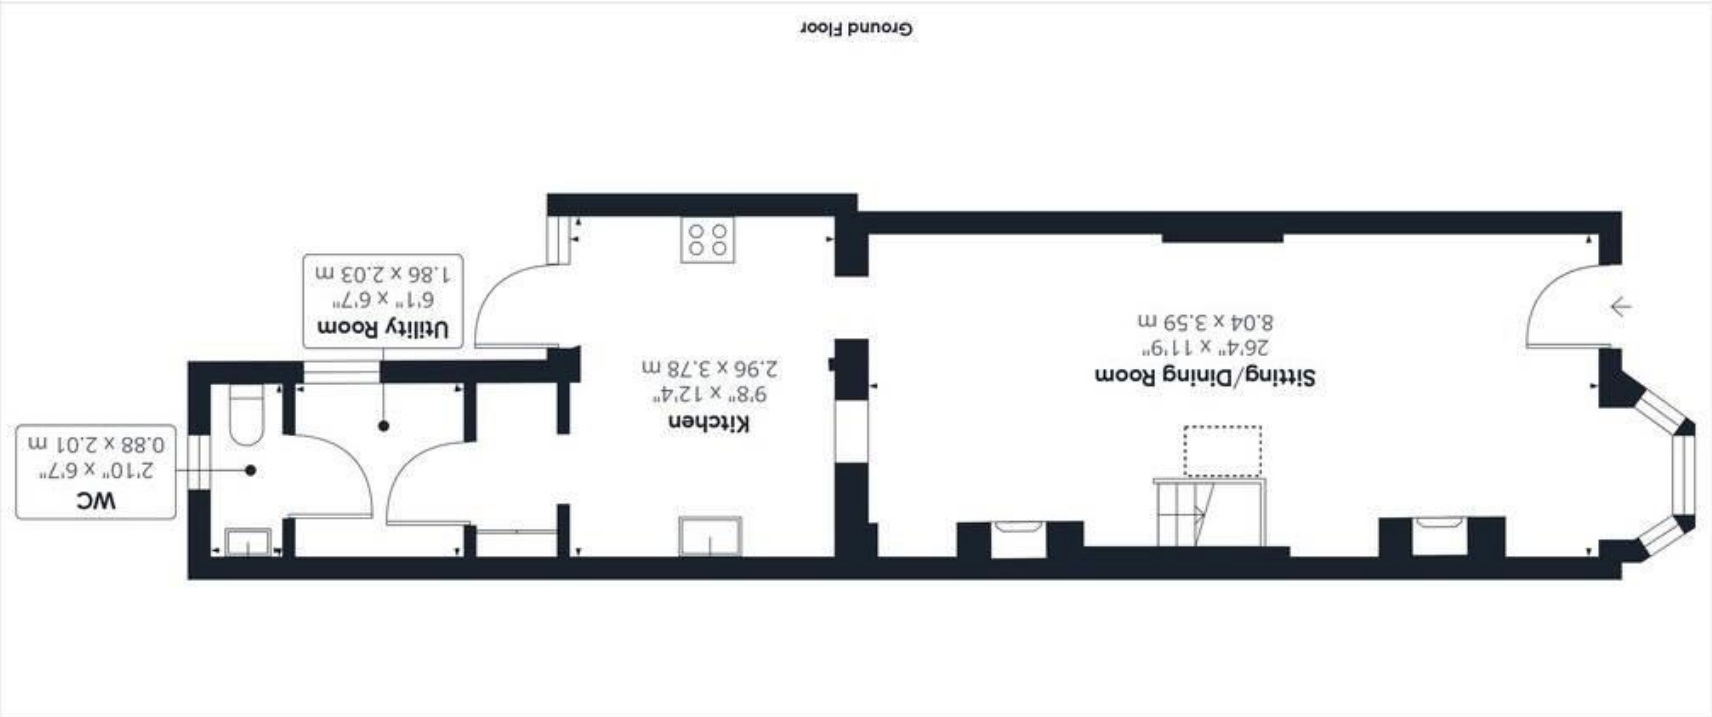 Sitting/Dining Room
26'4" x 11'9"
8.04 x 3.59 m
Kitchen
9'8" x 12'4"
2.96 x 3.78 m
WC
2'10" x 6'7"
0.88 x 2.01 m
Utility Room
6'1" x 6'7"
1.86 x 2.03 m
Ground Floor